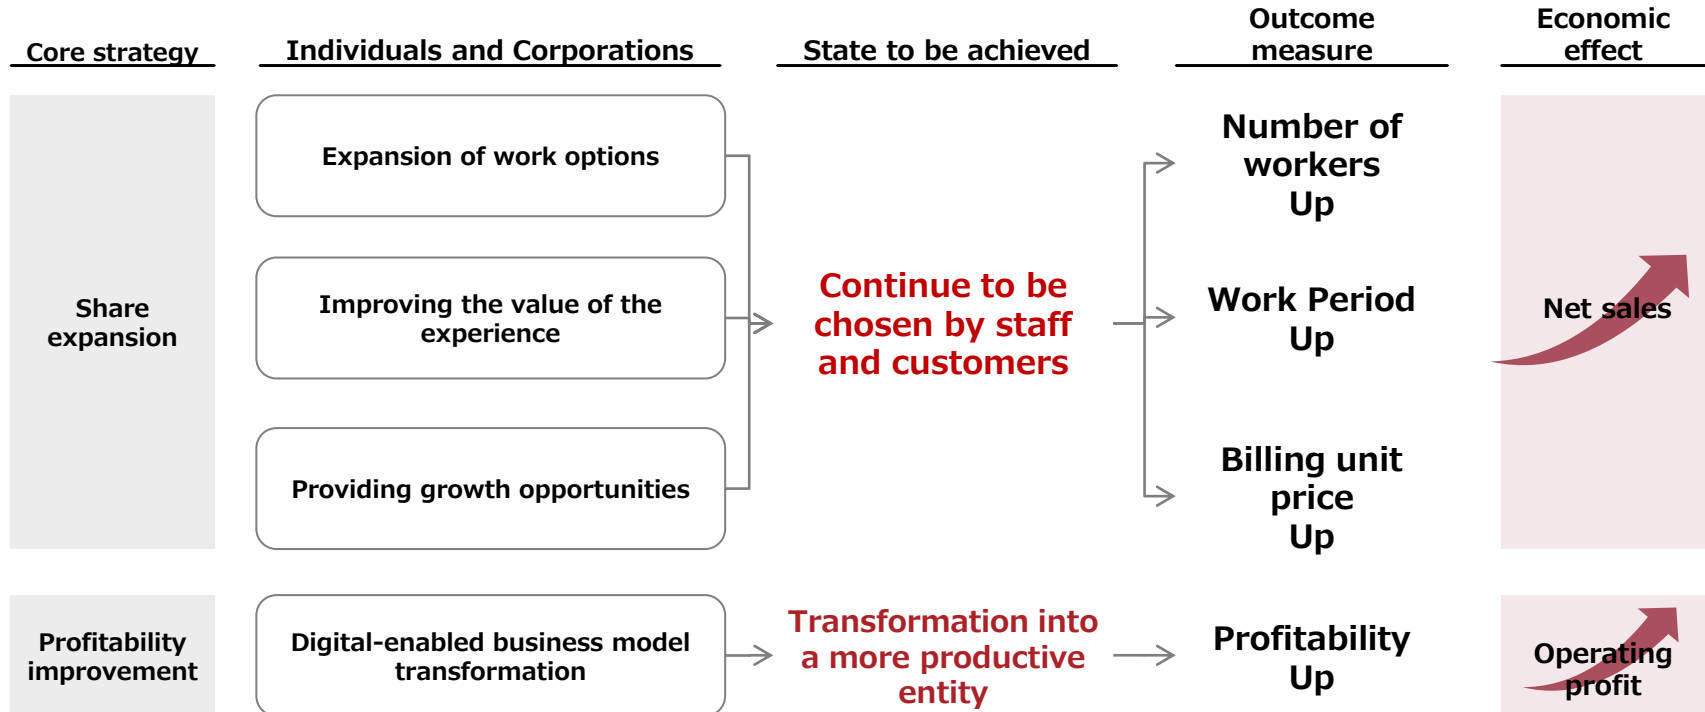 Core strategy
Individuals and Corporations
State to be achieved
Outcome
measure
Economic
effect
Share
expansion
Expansion of work options
Improving the value of the
experience
Providing growth opportunities
Continue to be
chosen by staff
and customers
Number of
workers
Up
Work Period
Up
Billing unit
price
Up
Net sales
Profitability
improvement
Digital-enabled business model
transformation
Transformation into
a more productive
entity
Profitability
Up
Operating
profit